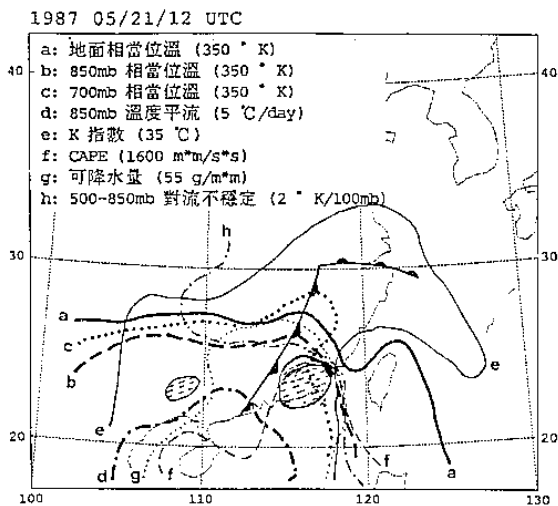 1987 05/21/12 UTC
a: 地面相當位溫 (350 ° K)
b: 850mb 相當位溫 (350 ° K)
c: 700mb 相當位溫 (350 ° K)
d: 850mb 溫度平流 (5 ℃/day)
e: K 指數 (35 ℃)
f: CAPE (1600 m*m/s*s)
g: 可降水量 (55 g/m*m)
h: 500-850mb 對流不穩定 (2 ° K/100mb)
40 40
h
30 30
a
c
b
e
e
20 20
d g f f a
100 110 120 130